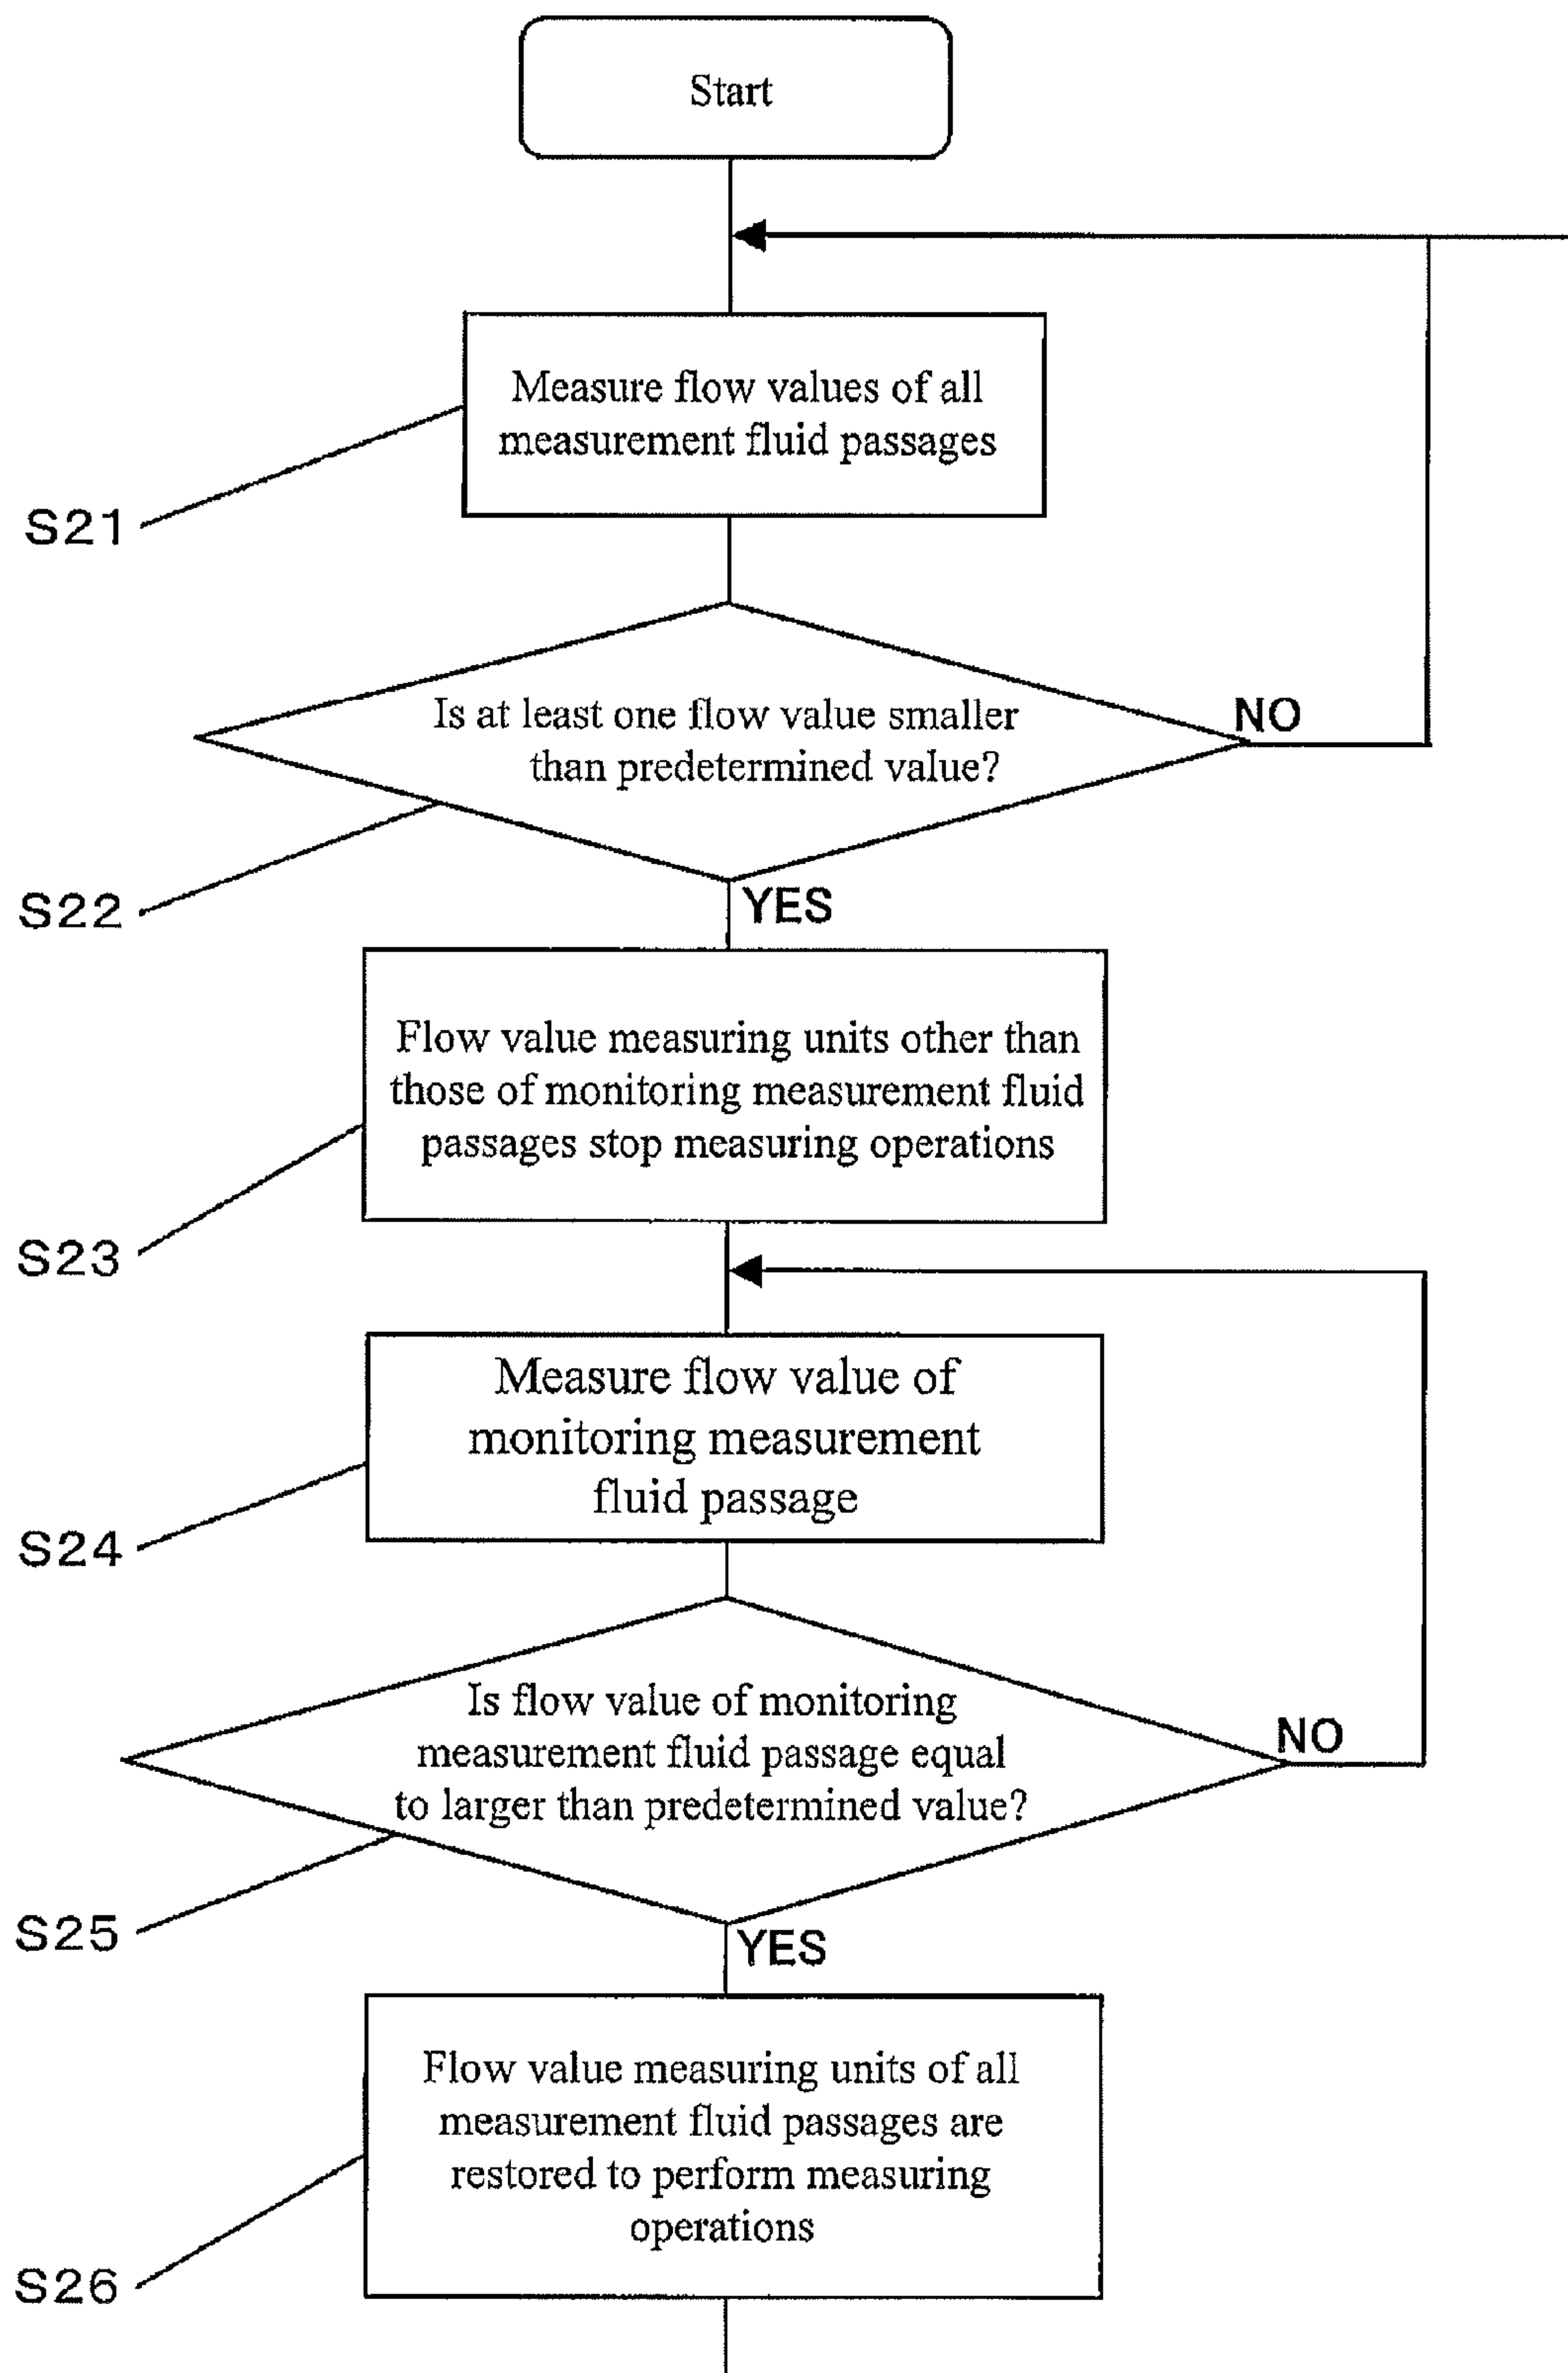 Start
Measure flow values of all
measurement fluid passages
S21
Is at least one flow value smaller
than predetermined value?
NO
S22
YES
Flow value measuring units other than
those of monitoring measurement fluid
passages stop measuring operations
S23
Measure flow value of
monitoring measurement
fluid passage
S24
Is flow value of monitoring
measurement fluid passage equal
to larger than predetermined value?
NO
S25
YES
Flow value measuring units of all
measurement fluid passages are
restored to perform measuring
operations
S26